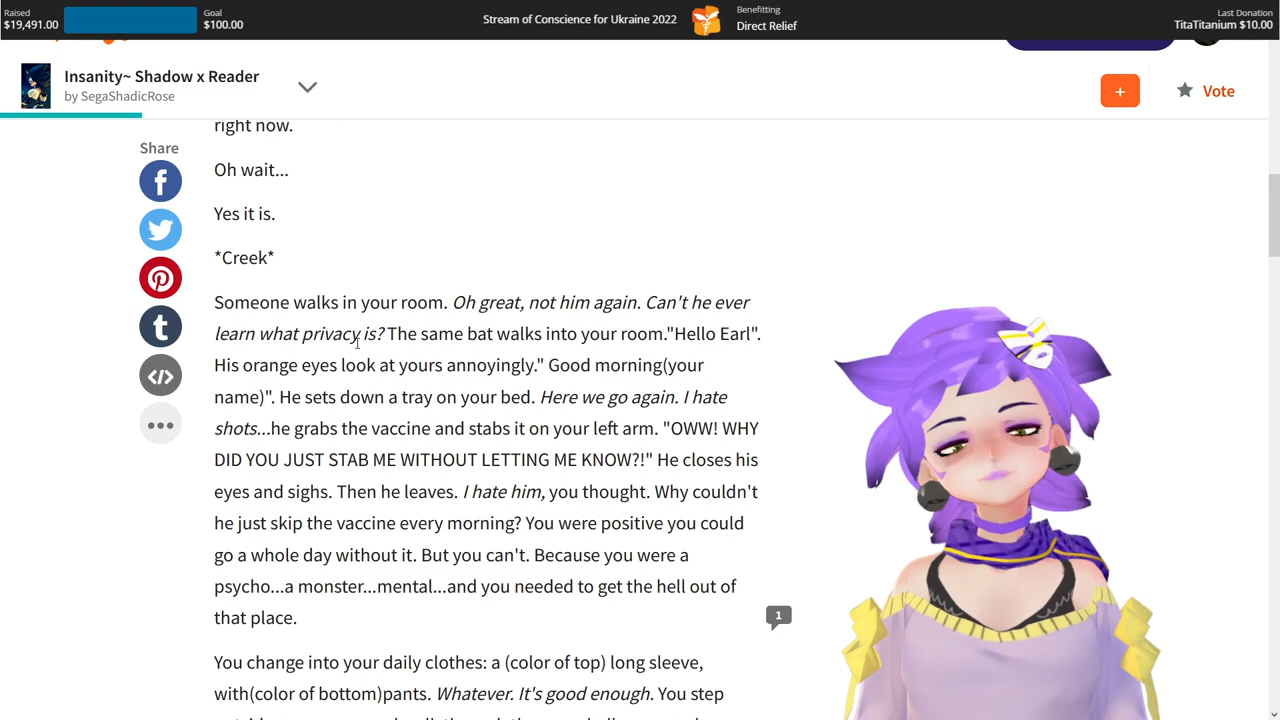 Raised
$19,491.00
Goal
$100.00
Stream of Conscience for Ukraine 2022
Benefitting
Direct Relief
Last Donation
TitaTitanium $10.00
Insanity~ Shadow x Reader
by SegaShadicRose
+
Vote
Share
right now.
Oh wait...
Yes it is.
*Creek*
Someone walks in your room. Oh great, not him again. Can't he ever
learn what privacy is? The same bat walks into your room."Hello Earl".
His orange eyes look at yours annoyingly." Good morning(your
name)". He sets down a tray on your bed. Here we go again. I hate
shots...he grabs the vaccine and stabs it on your left arm. "OWW! WHY
DID YOU JUST STAB ME WITHOUT LETTING ME KNOW?!" He closes his
eyes and sighs. Then he leaves. I hate him, you thought. Why couldn't
he just skip the vaccine every morning? You were positive you could
go a whole day without it. But you can't. Because you were a
psycho...a monster...mental...and you needed to get the hell out of
that place.
1
You change into your daily clothes: a (color of top) long sleeve,
with(color of bottom)pants. Whatever. It's good enough. You step